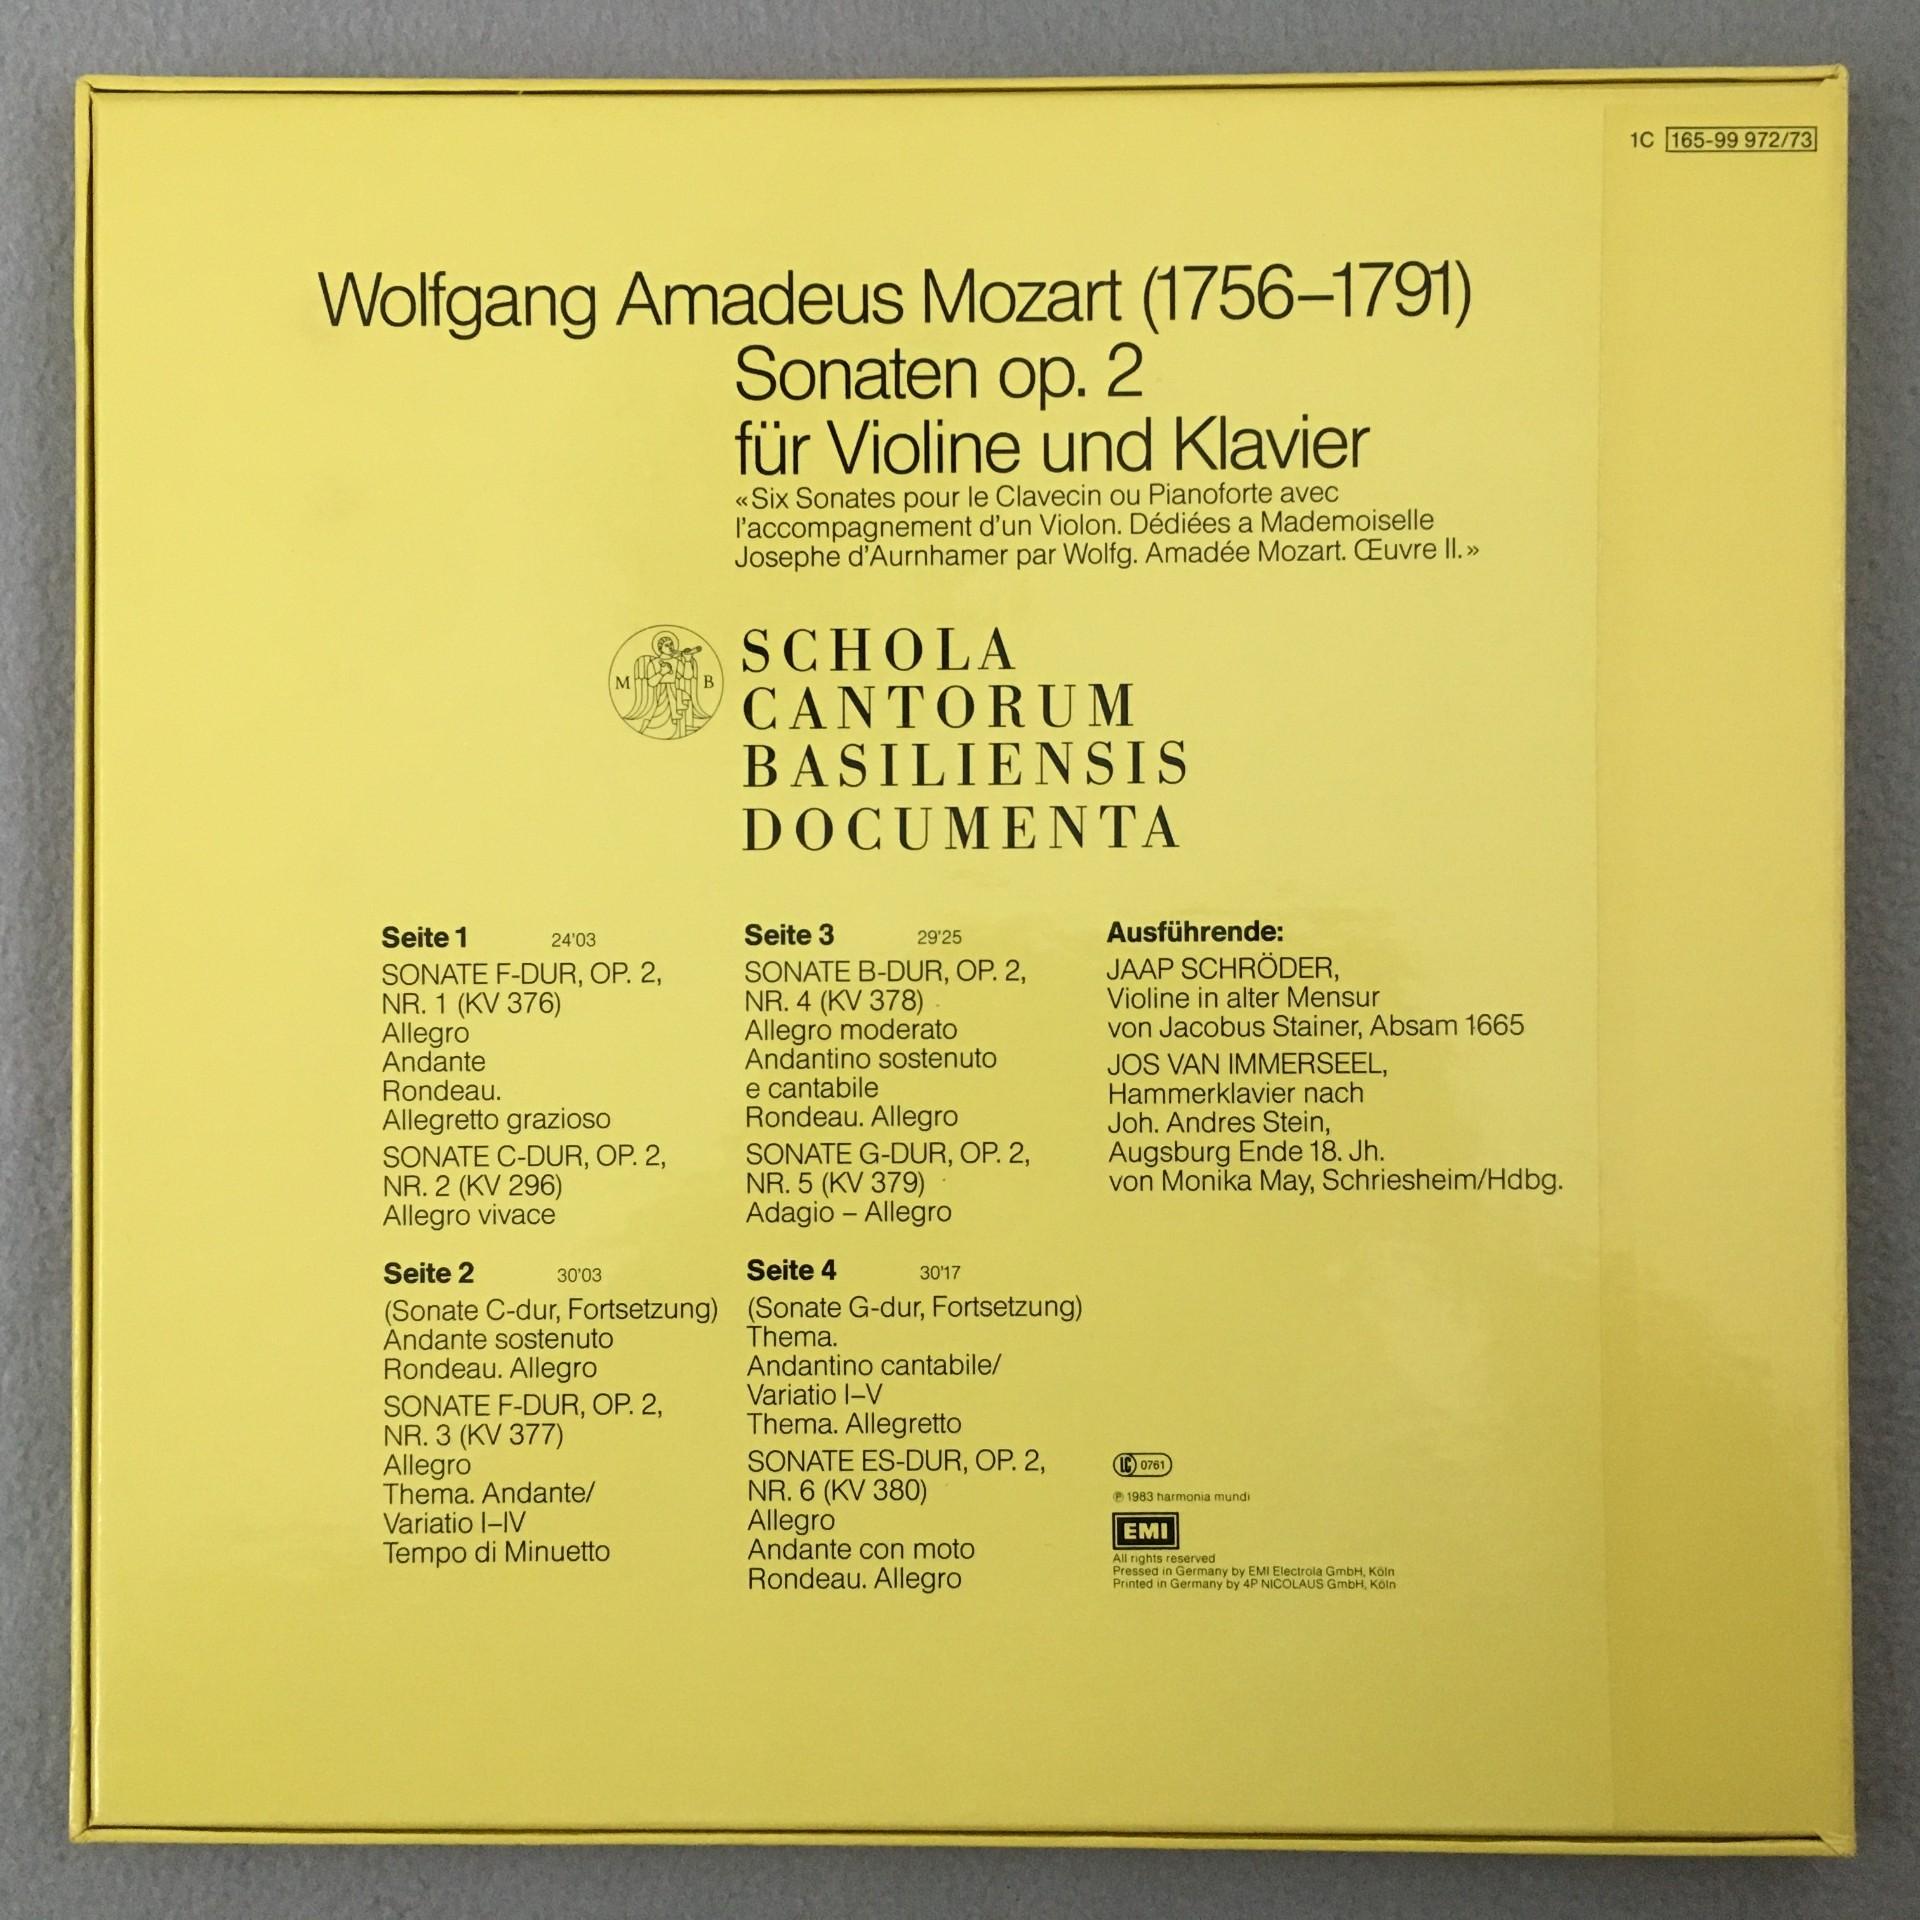 1C 165-99 972/73
Wolfgang Amadeus Mozart (1756–1791)
Sonaten op. 2
für Violine und Klavier
«Six Sonates pour le Clavecin ou Pianoforte avec
l'accompagnement d'un Violon. Dédiées a Mademoiselle
Josephe d'Aurnhamer par Wolfg. Amadée Mozart. Œuvre II.»
M B
SCHOLA
CANTORUM
BASILIENSIS
DOCUMENTA
Seite 1 24'03
SONATE F-DUR, OP. 2,
NR. 1 (KV 376)
Allegro
Andante
Rondeau.
Allegretto grazioso
SONATE C-DUR, OP. 2,
NR. 2 (KV 296)
Allegro vivace
Seite 2 30'03
(Sonate C-dur, Fortsetzung)
Andante sostenuto
Rondeau. Allegro
SONATE F-DUR, OP. 2,
NR. 3 (KV 377)
Allegro
Thema. Andante/
Variatio I–IV
Tempo di Minuetto
Seite 3 29'25
SONATE B-DUR, OP. 2,
NR. 4 (KV 378)
Allegro moderato
Andantino sostenuto
e cantabile
Rondeau. Allegro
SONATE G-DUR, OP. 2,
NR. 5 (KV 379)
Adagio – Allegro
Seite 4 30'17
(Sonate G-dur, Fortsetzung)
Thema.
Andantino cantabile/
Variatio I–V
Thema. Allegretto
SONATE ES-DUR, OP. 2,
NR. 6 (KV 380)
Allegro
Andante con moto
Rondeau. Allegro
Ausführende:
JAAP SCHRÖDER,
Violine in alter Mensur
von Jacobus Stainer, Absam 1665
JOS VAN IMMERSEEL,
Hammerklavier nach
Joh. Andres Stein,
Augsburg Ende 18. Jh.
von Monika May, Schriesheim/Hdbg.
LC 0761
℗ 1983 harmonia mundi
EMI
All rights reserved
Pressed in Germany by EMI Electrola GmbH, Köln
Printed in Germany by 4P NICOLAUS GmbH, Köln